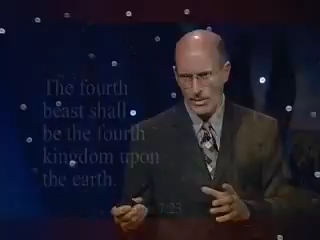 The fourth
beast shall
be the fourth
kingdom upon
the earth.
7:23